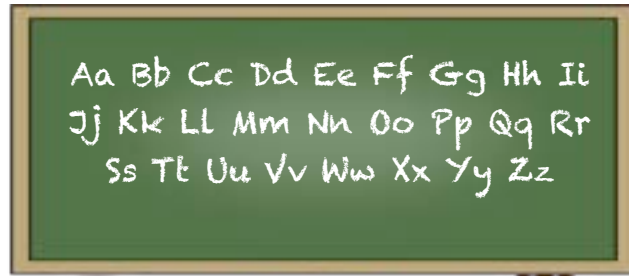 Aa Bb Cc Dd Ee Ff Gg Hh Ii
Jj Kk Ll Mm Nn Oo Pp Qq Rr
Ss Tt Uu Vv Ww Xx Yy Zz